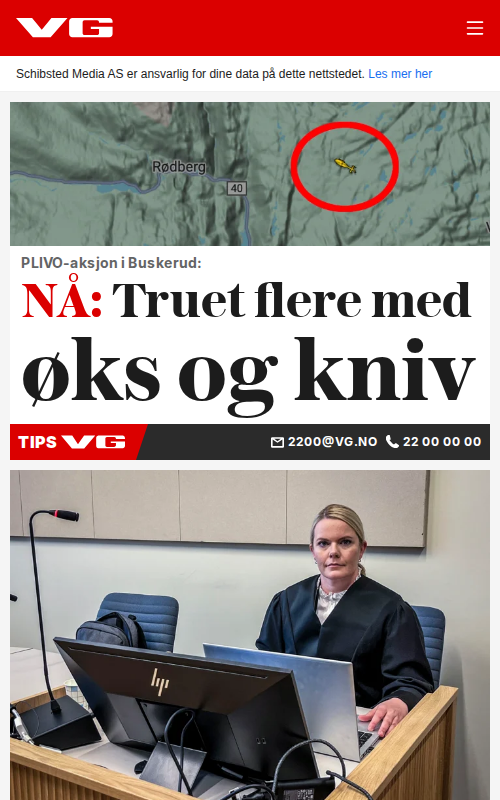 VG
Schibsted Media AS er ansvarlig for dine data på dette nettstedet. Les mer her
Rødberg
40
PLIVO-aksjon i Buskerud:
NÅ: Truet flere med
øks og kniv
TIPS VG
2200@VG.NO 22 00 00 00
hp